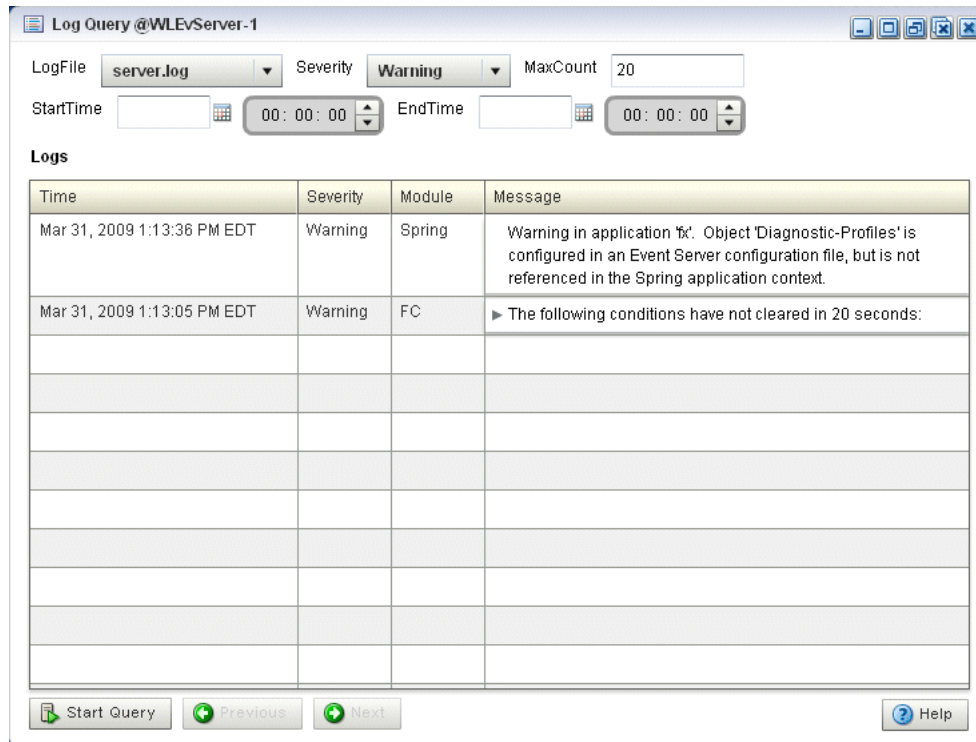 Log Query @WLEvServer-1
LogFile server.log Severity Warning MaxCount 20
StartTime 00: 00: 00 EndTime 00: 00: 00
Logs
Time Severity Module Message
Mar 31, 2009 1:13:36 PM EDT Warning Spring Warning in application 'fx'. Object 'Diagnostic-Profiles' is
configured in an Event Server configuration file, but is not
referenced in the Spring application context.
Mar 31, 2009 1:13:05 PM EDT Warning FC The following conditions have not cleared in 20 seconds:
Start Query Previous Next Help